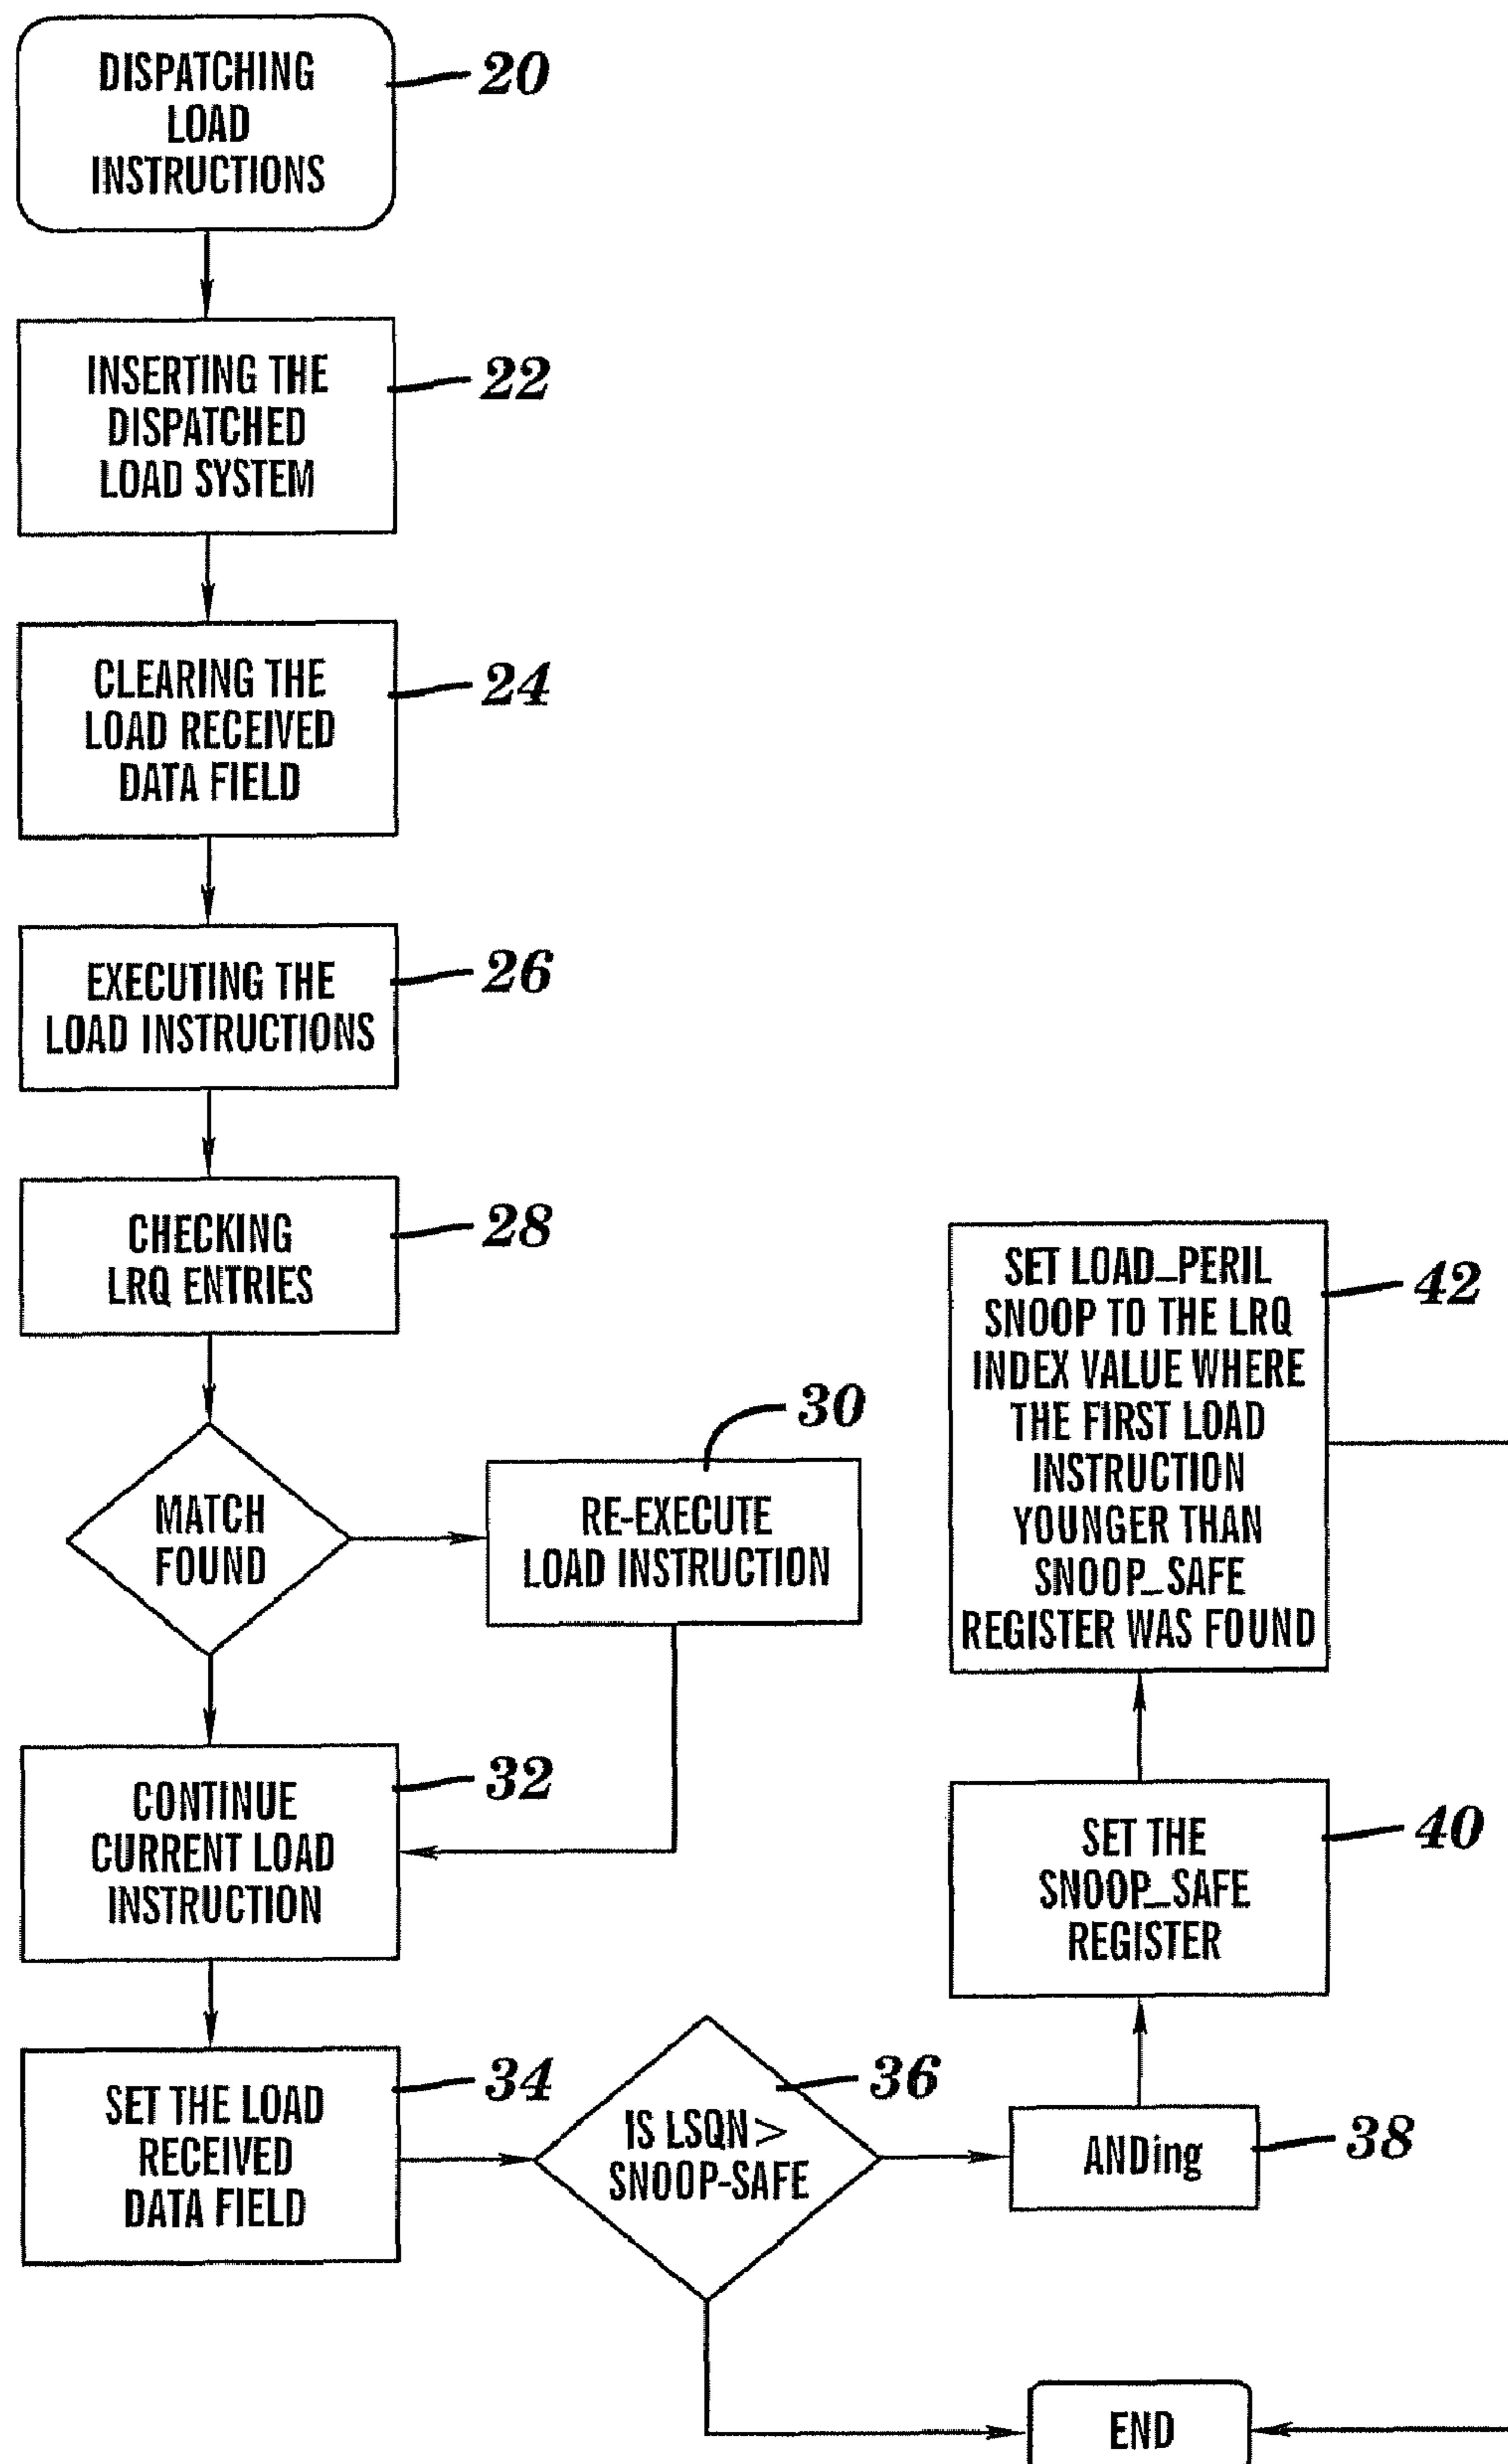 DISPATCHING
LOAD
INSTRUCTIONS
20
INSERTING THE
DISPATCHED
LOAD SYSTEM
22
CLEARING THE
LOAD RECEIVED
DATA FIELD
24
EXECUTING THE
LOAD INSTRUCTIONS
26
CHECKING
LRQ ENTRIES
28
MATCH
FOUND
30
RE-EXECUTE
LOAD INSTRUCTION
CONTINUE
CURRENT LOAD
INSTRUCTION
32
SET THE LOAD
RECEIVED
DATA FIELD
34
IS LSQN >
SNOOP-SAFE
36
ANDing
38
SET THE
SNOOP_SAFE
REGISTER
40
SET LOAD_PERIL
SNOOP TO THE LRQ
INDEX VALUE WHERE
THE FIRST LOAD
INSTRUCTION
YOUNGER THAN
SNOOP_SAFE
REGISTER WAS FOUND
42
END